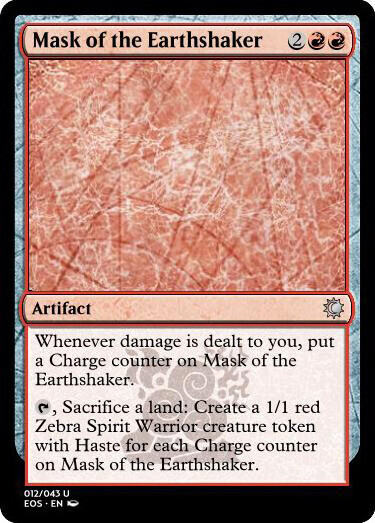 Mask of the Earthshaker 2
Artifact
Whenever damage is dealt to you, put
a Charge counter on Mask of the
Earthshaker.
, Sacrifice a land: Create a 1/1 red
Zebra Spirit Warrior creature token
with Haste for each Charge counter
on Mask of the Earthshaker.
012/043 U
EOS · EN